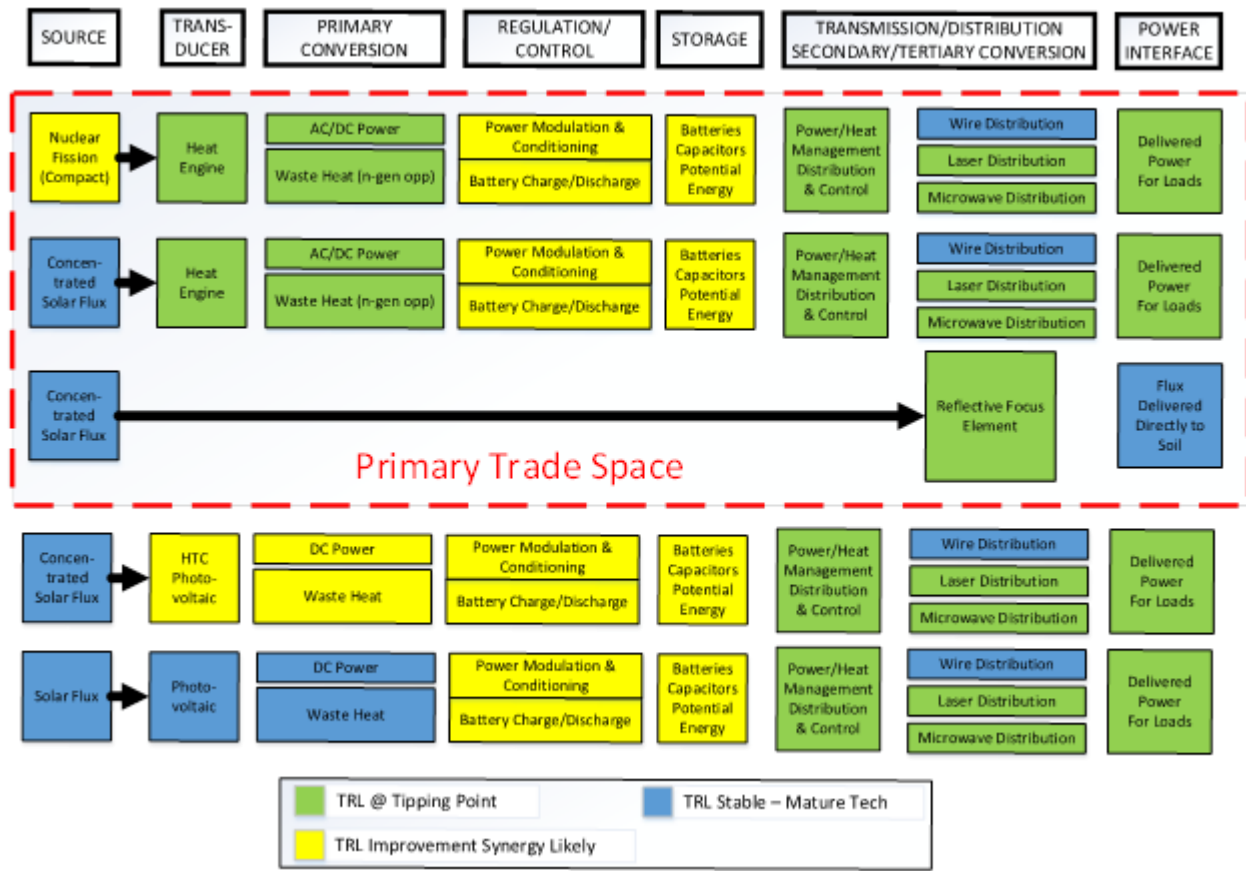 SOURCE
TRANS-
DUCER
PRIMARY
CONVERSION
REGULATION/
CONTROL
STORAGE
TRANSMISSION/DISTRIBUTION
SECONDARY/TERTIARY CONVERSION
POWER
INTERFACE
Nuclear
Fission
(Compact)
Heat
Engine
AC/DC Power
Waste Heat (n-gen opp)
Power Modulation &
Conditioning
Battery Charge/Discharge
Batteries
Capacitors
Potential
Energy
Power/Heat
Management
Distribution
& Control
Wire Distribution
Laser Distribution
Microwave Distribution
Delivered
Power
For Loads
Concen-
trated
Solar Flux
Heat
Engine
AC/DC Power
Waste Heat (n-gen opp)
Power Modulation &
Conditioning
Battery Charge/Discharge
Batteries
Capacitors
Potential
Energy
Power/Heat
Management
Distribution
& Control
Wire Distribution
Laser Distribution
Microwave Distribution
Delivered
Power
For Loads
Concen-
trated
Solar Flux
Reflective Focus
Element
Flux
Delivered
Directly to
Soil
Primary Trade Space
Concen-
trated
Solar Flux
HTC
Photo-
voltaic
DC Power
Waste Heat
Power Modulation &
Conditioning
Battery Charge/Discharge
Batteries
Capacitors
Potential
Energy
Power/Heat
Management
Distribution
& Control
Wire Distribution
Laser Distribution
Microwave Distribution
Delivered
Power
For Loads
Solar Flux
Photo-
voltaic
DC Power
Waste Heat
Power Modulation &
Conditioning
Battery Charge/Discharge
Batteries
Capacitors
Potential
Energy
Power/Heat
Management
Distribution
& Control
Wire Distribution
Laser Distribution
Microwave Distribution
Delivered
Power
For Loads
TRL @ Tipping Point
TRL Stable – Mature Tech
TRL Improvement Synergy Likely